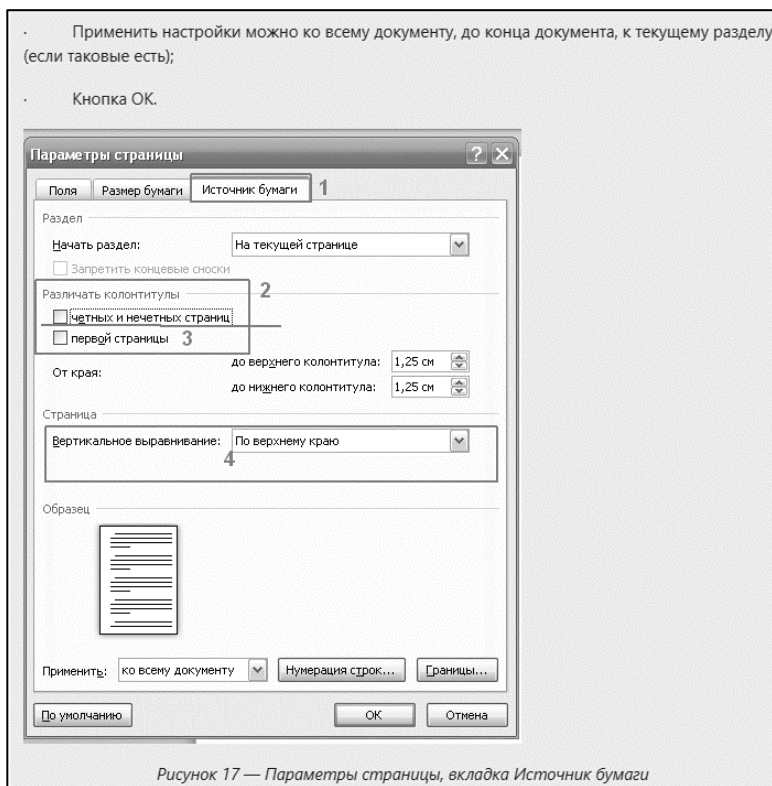 · Применить настройки можно ко всему документу, до конца документа, к текущему разделу
(если таковые есть);
· Кнопка ОК.
Параметры страницы
Поля Размер бумаги Источник бумаги 1
Раздел
Начать раздел: На текущей странице
Запретить концевые сноски
Различать колонтитулы 2
четных и нечетных страниц
первой страницы 3
От края: до верхнего колонтитула: 1,25 см
до нижнего колонтитула: 1,25 см
Страница
Вертикальное выравнивание: По верхнему краю
4
Образец
Применить: ко всему документу Нумерация строк... Границы...
По умолчанию ОК Отмена
Рисунок 17 — Параметры страницы, вкладка Источник бумаги